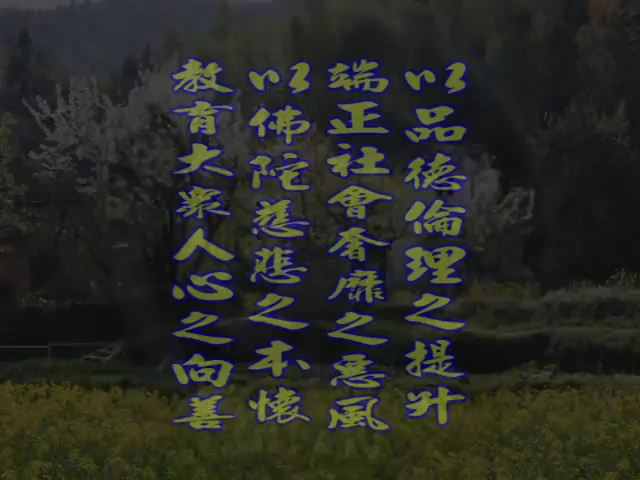 以品德倫理之提升
端正社會奢靡之惡風
以佛陀慈悲之本懷
教育大眾人心之向善